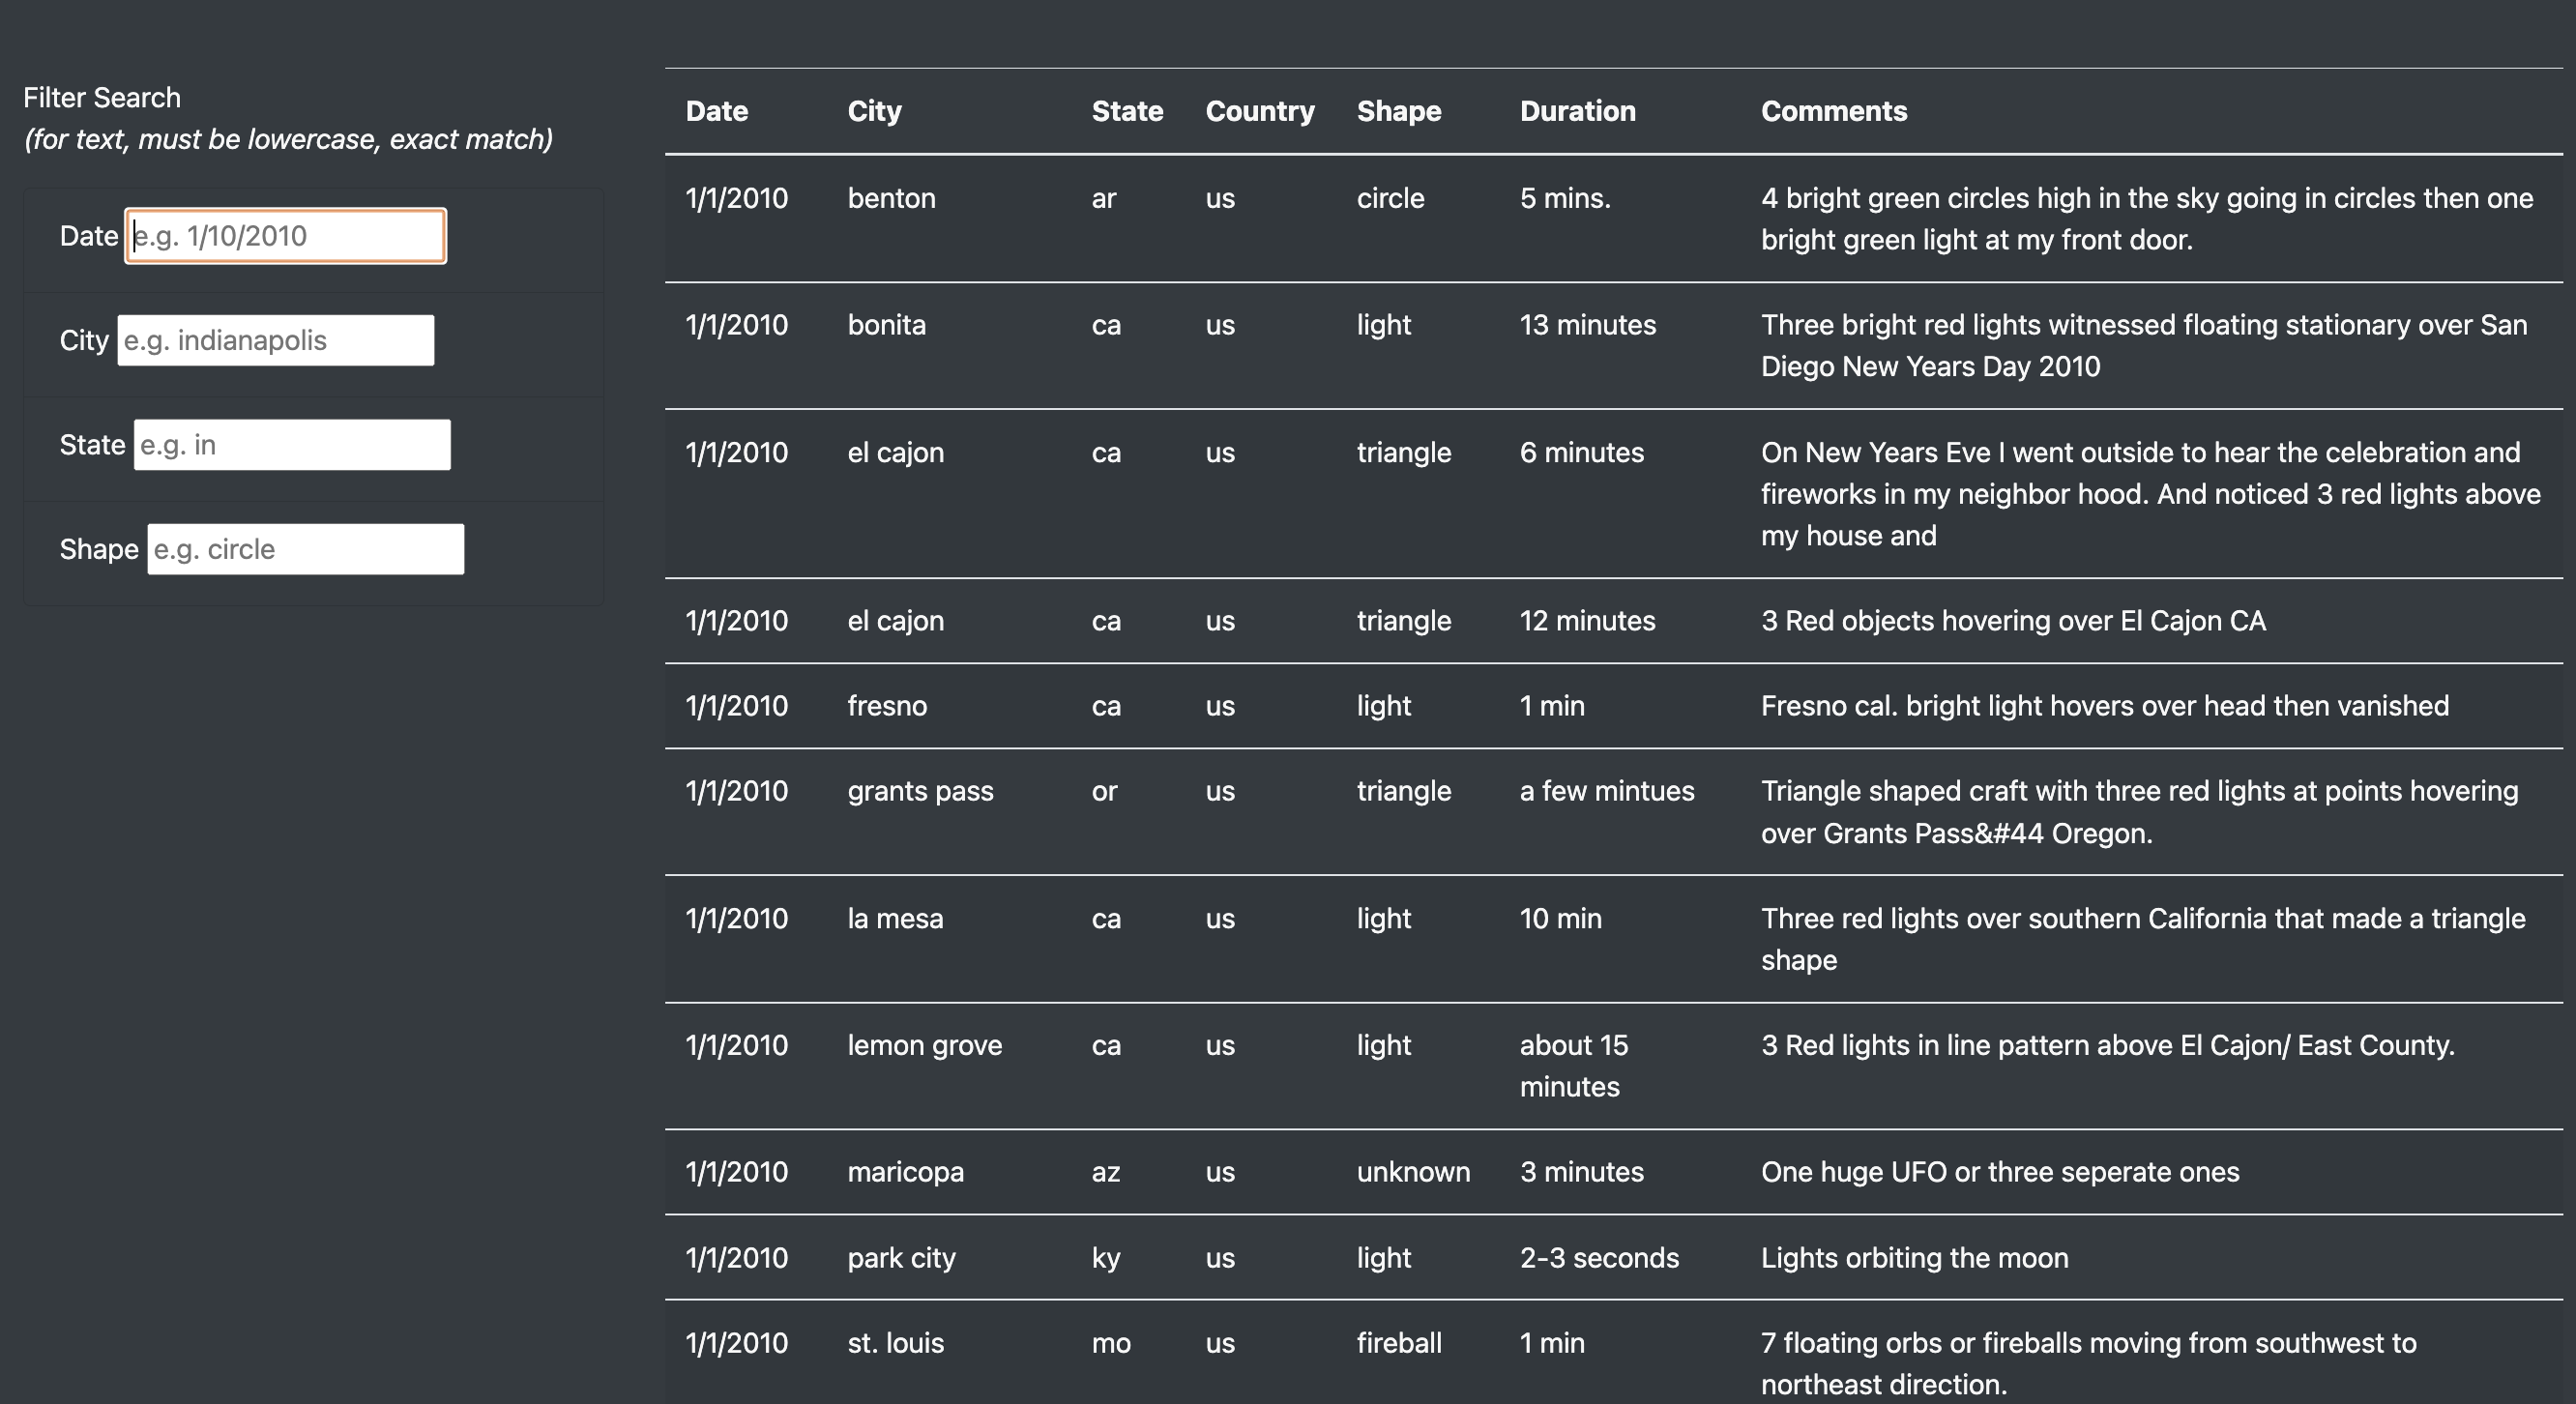 Filter Search
(for text, must be lowercase, exact match)
Date e.g. 1/10/2010
City e.g. indianapolis
State e.g. in
Shape e.g. circle
Date City State Country Shape Duration Comments
1/1/2010 benton ar us circle 5 mins. 4 bright green circles high in the sky going in circles then one
bright green light at my front door.
1/1/2010 bonita ca us light 13 minutes Three bright red lights witnessed floating stationary over San
Diego New Years Day 2010
1/1/2010 el cajon ca us triangle 6 minutes On New Years Eve I went outside to hear the celebration and
fireworks in my neighbor hood. And noticed 3 red lights above
my house and
1/1/2010 el cajon ca us triangle 12 minutes 3 Red objects hovering over El Cajon CA
1/1/2010 fresno ca us light 1 min Fresno cal. bright light hovers over head then vanished
1/1/2010 grants pass or us triangle a few mintues Triangle shaped craft with three red lights at points hovering
over Grants Pass&#44 Oregon.
1/1/2010 la mesa ca us light 10 min Three red lights over southern California that made a triangle
shape
1/1/2010 lemon grove ca us light about 15 3 Red lights in line pattern above El Cajon/ East County.
minutes
1/1/2010 maricopa az us unknown 3 minutes One huge UFO or three seperate ones
1/1/2010 park city ky us light 2-3 seconds Lights orbiting the moon
1/1/2010 st. louis mo us fireball 1 min 7 floating orbs or fireballs moving from southwest to
northeast direction.